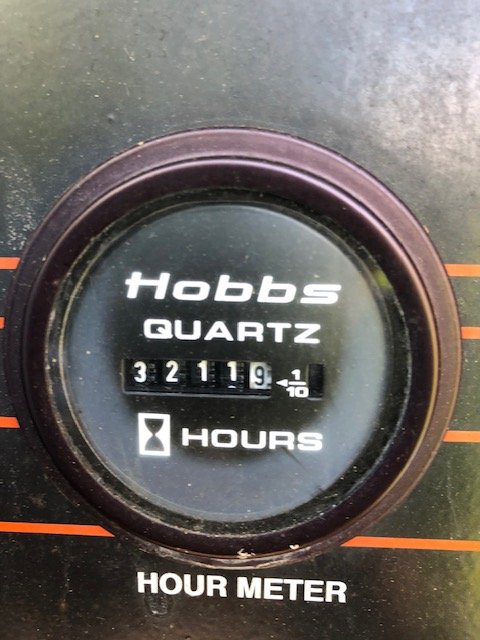 Hobbs
QUARTZ
32119 ◄1/10
HOURS
HOUR METER